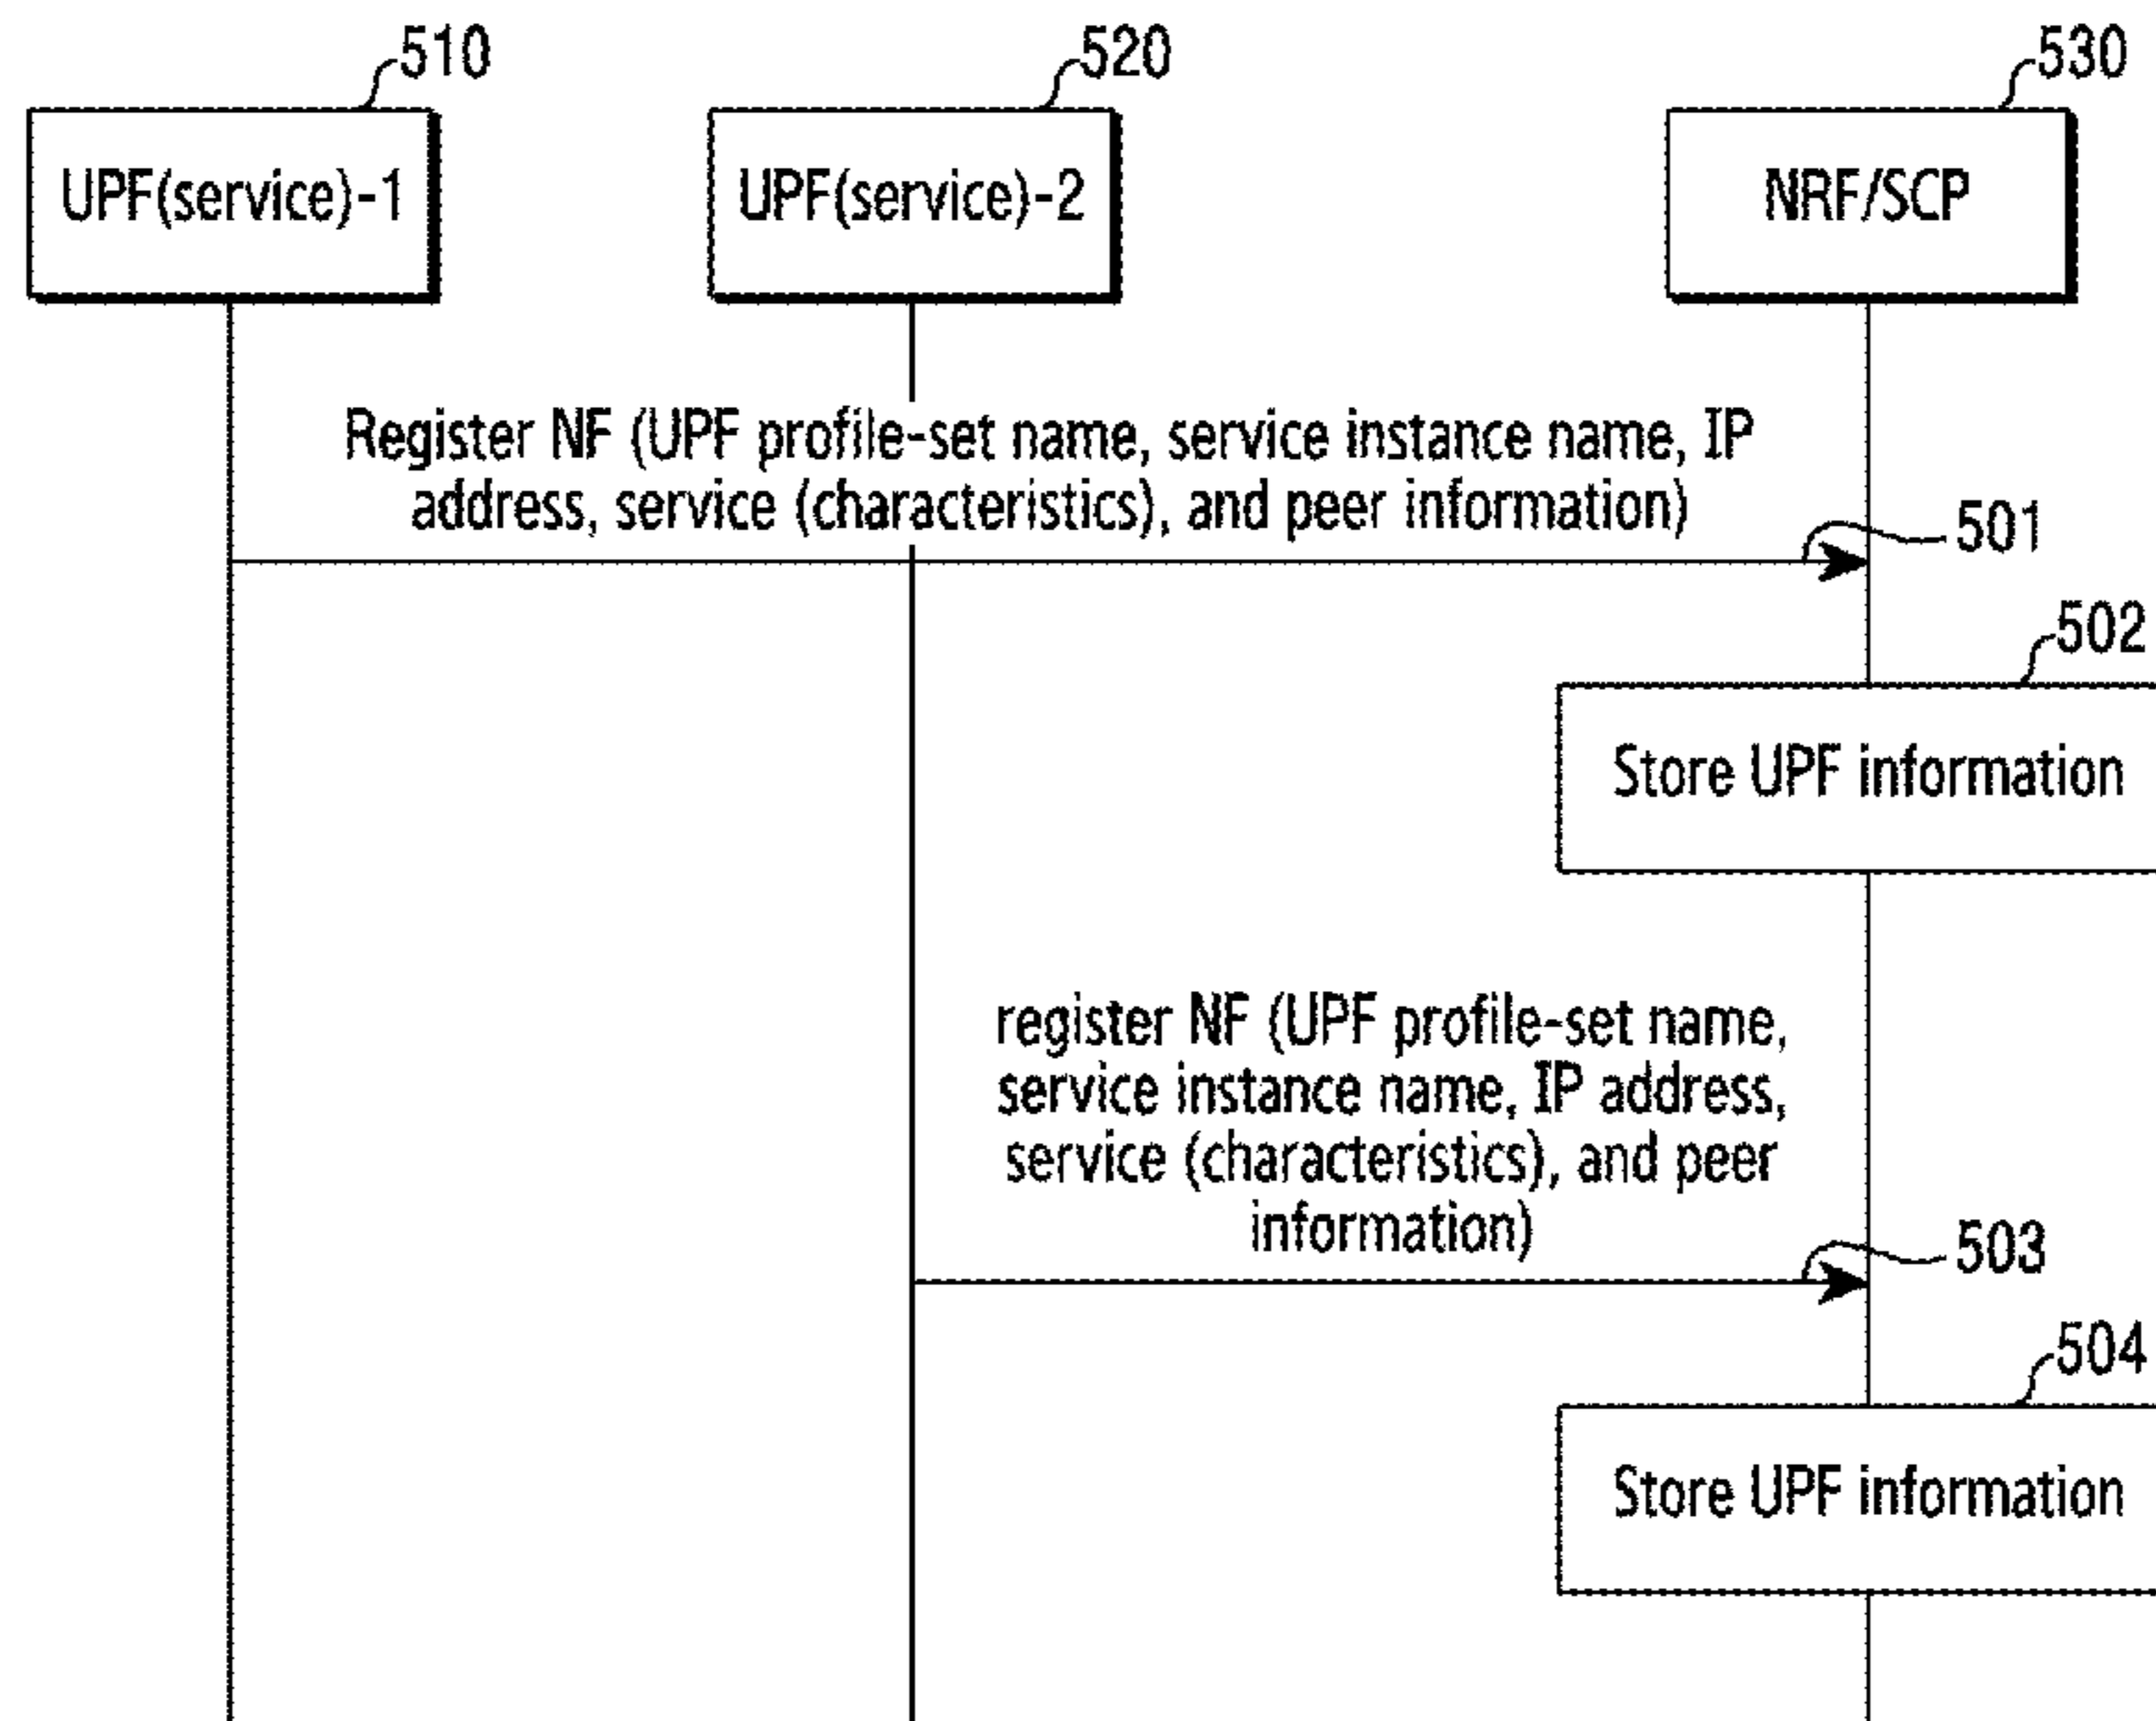 510
520
530
UPF(service)-1
UPF(service)-2
NRF/SCP
Register NF (UPF profile-set name, service instance name, IP
address, service (characteristics), and peer information)
501
502
Store UPF information
register NF (UPF profile-set name,
service instance name, IP address,
service (characteristics), and peer
information)
503
504
Store UPF information